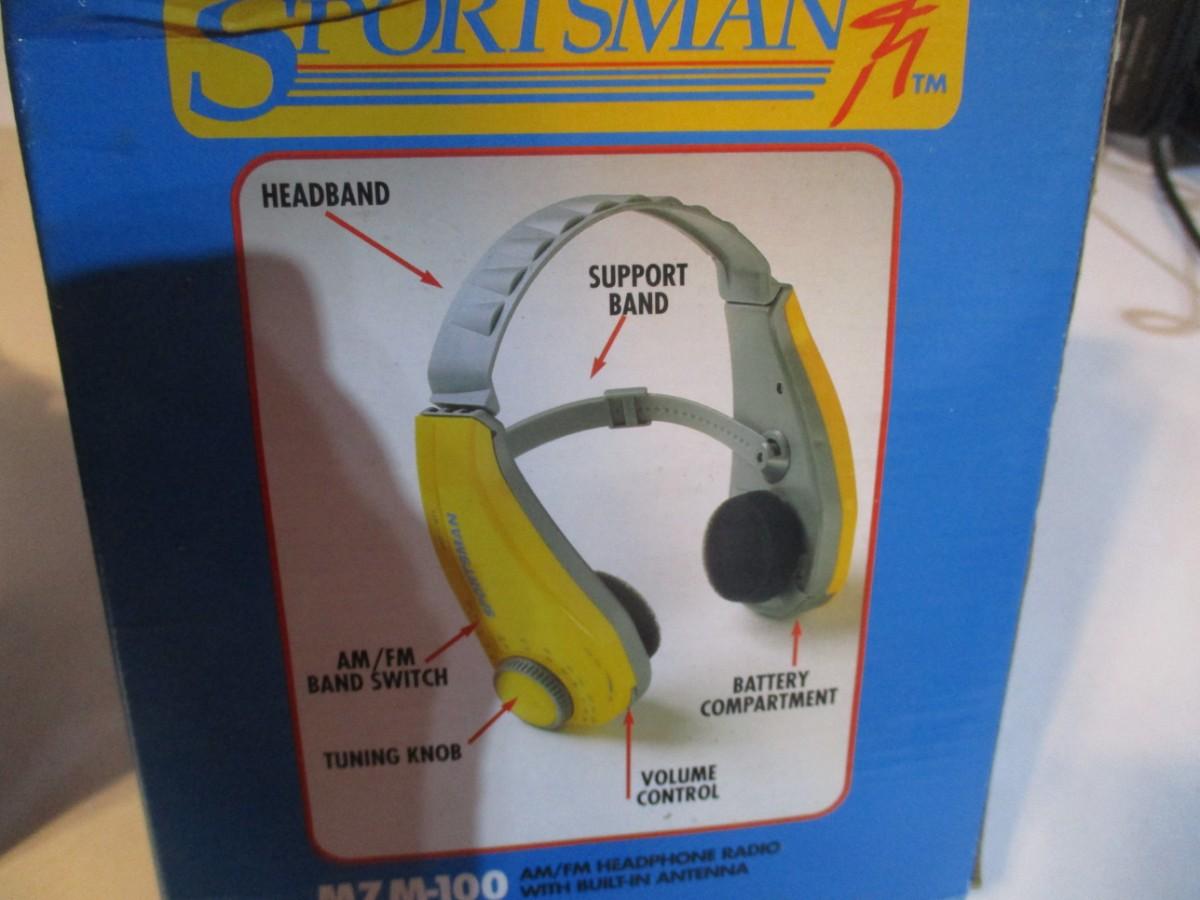 SPORTSMAN
TM
HEADBAND
SUPPORT
BAND
SPORTSMAN
AM/FM
BAND SWITCH
BATTERY
COMPARTMENT
TUNING KNOB
VOLUME
CONTROL
M-100
AM/FM HEADPHONE RADIO
WITH BUILT-IN ANTENNA